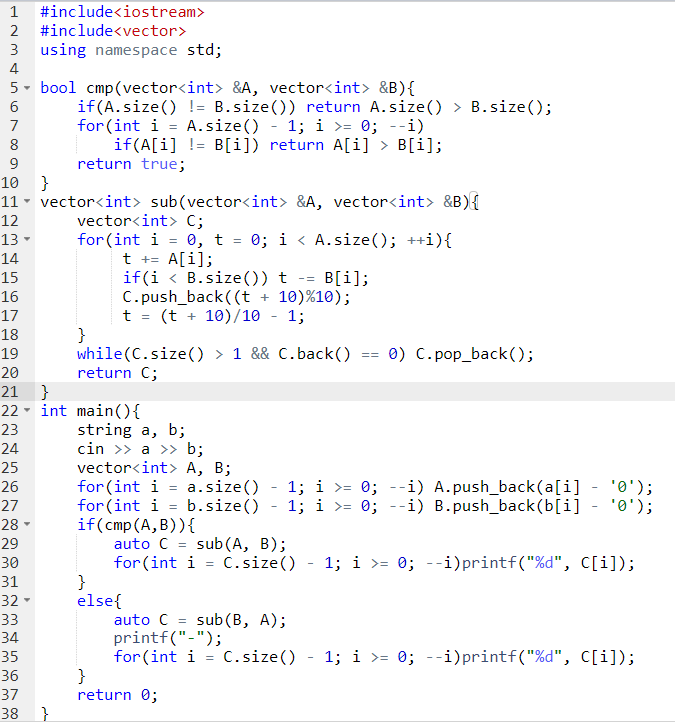 1 #include<iostream>
2 #include<vector>
3 using namespace std;
4
5 bool cmp(vector<int> &A, vector<int> &B){
6     if(A.size() != B.size()) return A.size() > B.size();
7     for(int i = A.size() - 1; i >= 0; --i)
8         if(A[i] != B[i]) return A[i] > B[i];
9     return true;
10 }
11 vector<int> sub(vector<int> &A, vector<int> &B){
12     vector<int> C;
13     for(int i = 0, t = 0; i < A.size(); ++i){
14         t += A[i];
15         if(i < B.size()) t -= B[i];
16         C.push_back((t + 10)%10);
17         t = (t + 10)/10 - 1;
18     }
19     while(C.size() > 1 && C.back() == 0) C.pop_back();
20     return C;
21 }
22 int main(){
23     string a, b;
24     cin >> a >> b;
25     vector<int> A, B;
26     for(int i = a.size() - 1; i >= 0; --i) A.push_back(a[i] - '0');
27     for(int i = b.size() - 1; i >= 0; --i) B.push_back(b[i] - '0');
28     if(cmp(A,B)){
29         auto C = sub(A, B);
30         for(int i = C.size() - 1; i >= 0; --i)printf("%d", C[i]);
31     }
32     else{
33         auto C = sub(B, A);
34         printf("-");
35         for(int i = C.size() - 1; i >= 0; --i)printf("%d", C[i]);
36     }
37     return 0;
38 }